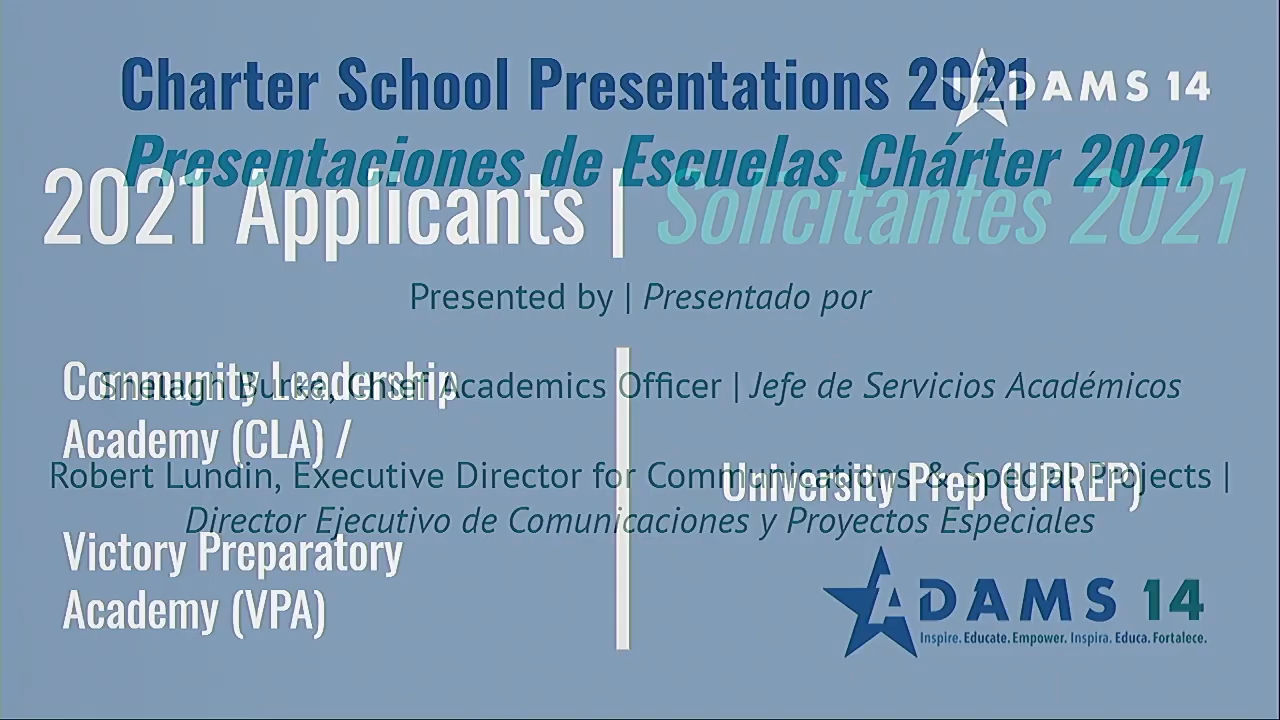 Charter School Presentations 2021
ADAMS 14
Presentaciones de Escuelas Chárter 2021
2021 Applicants | Solicitantes 2021
Presented by | Presentado por
Community Leadership
Academy (CLA) /
Shelagh Burke, Chief Academics Officer | Jefe de Servicios Académicos
Robert Lundin, Executive Director for Communications & Special Projects |
Director Ejecutivo de Comunicaciones y Proyectos Especiales
University Prep (UPREP)
Victory Preparatory
Academy (VPA)
ADAMS 14
Inspire. Educate. Empower. Inspira. Educa. Fortalece.